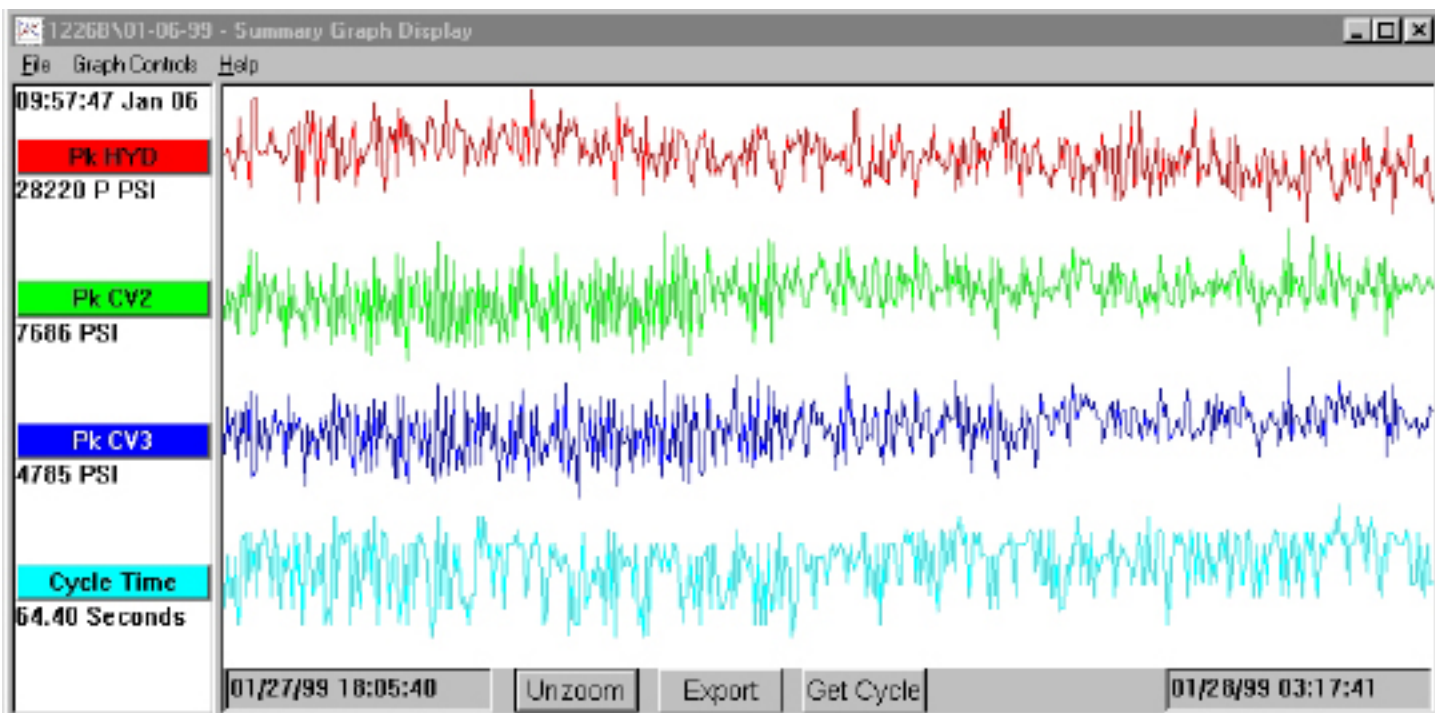 12268\01-06-99 - Summary Graph Display
File Graph Controls Help
09:57:47 Jan 06
Pk HYD
28220 P PSI
Pk CV2
7686 PSI
Pk CV3
4785 PSI
Cycle Time
64.40 Seconds
01/27/99 18:05:40 Unzoom Export Get Cycle 01/28/99 03:17:41